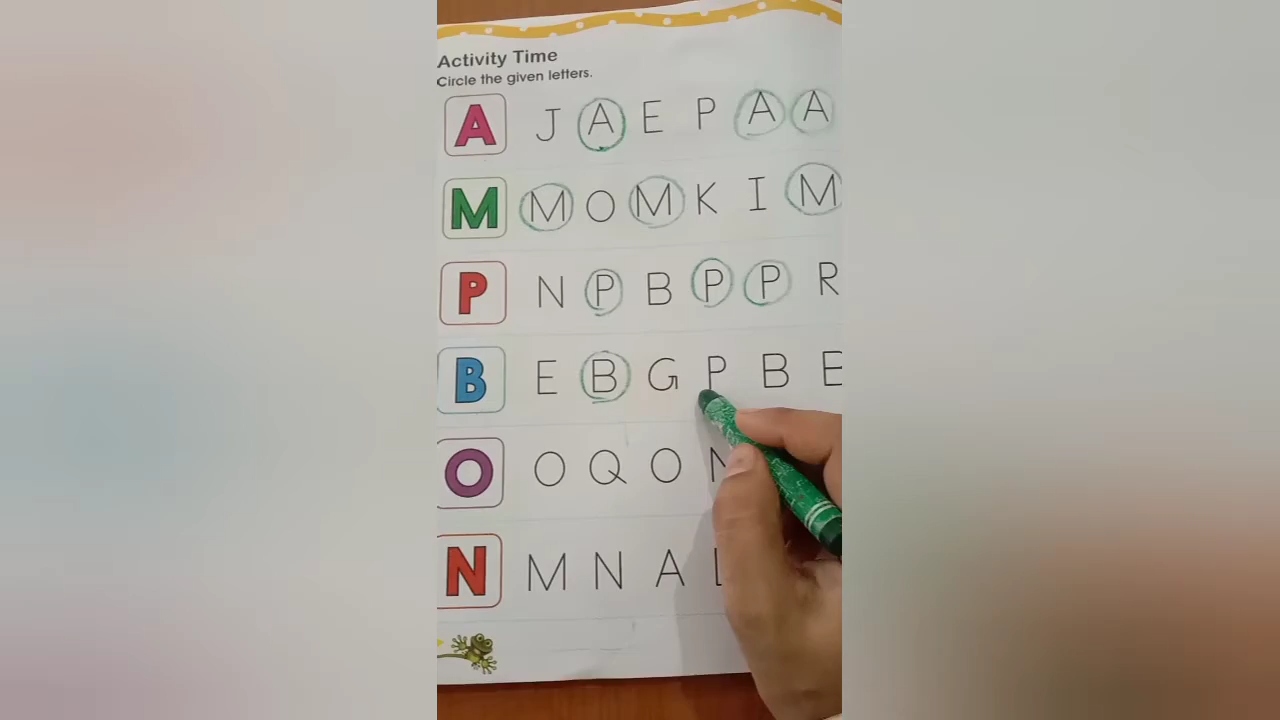 Activity Time
Circle the given letters.
A J A E P A A
M M O M K I M
P N P B P P R
B E B G P B
O O Q O
N M N A